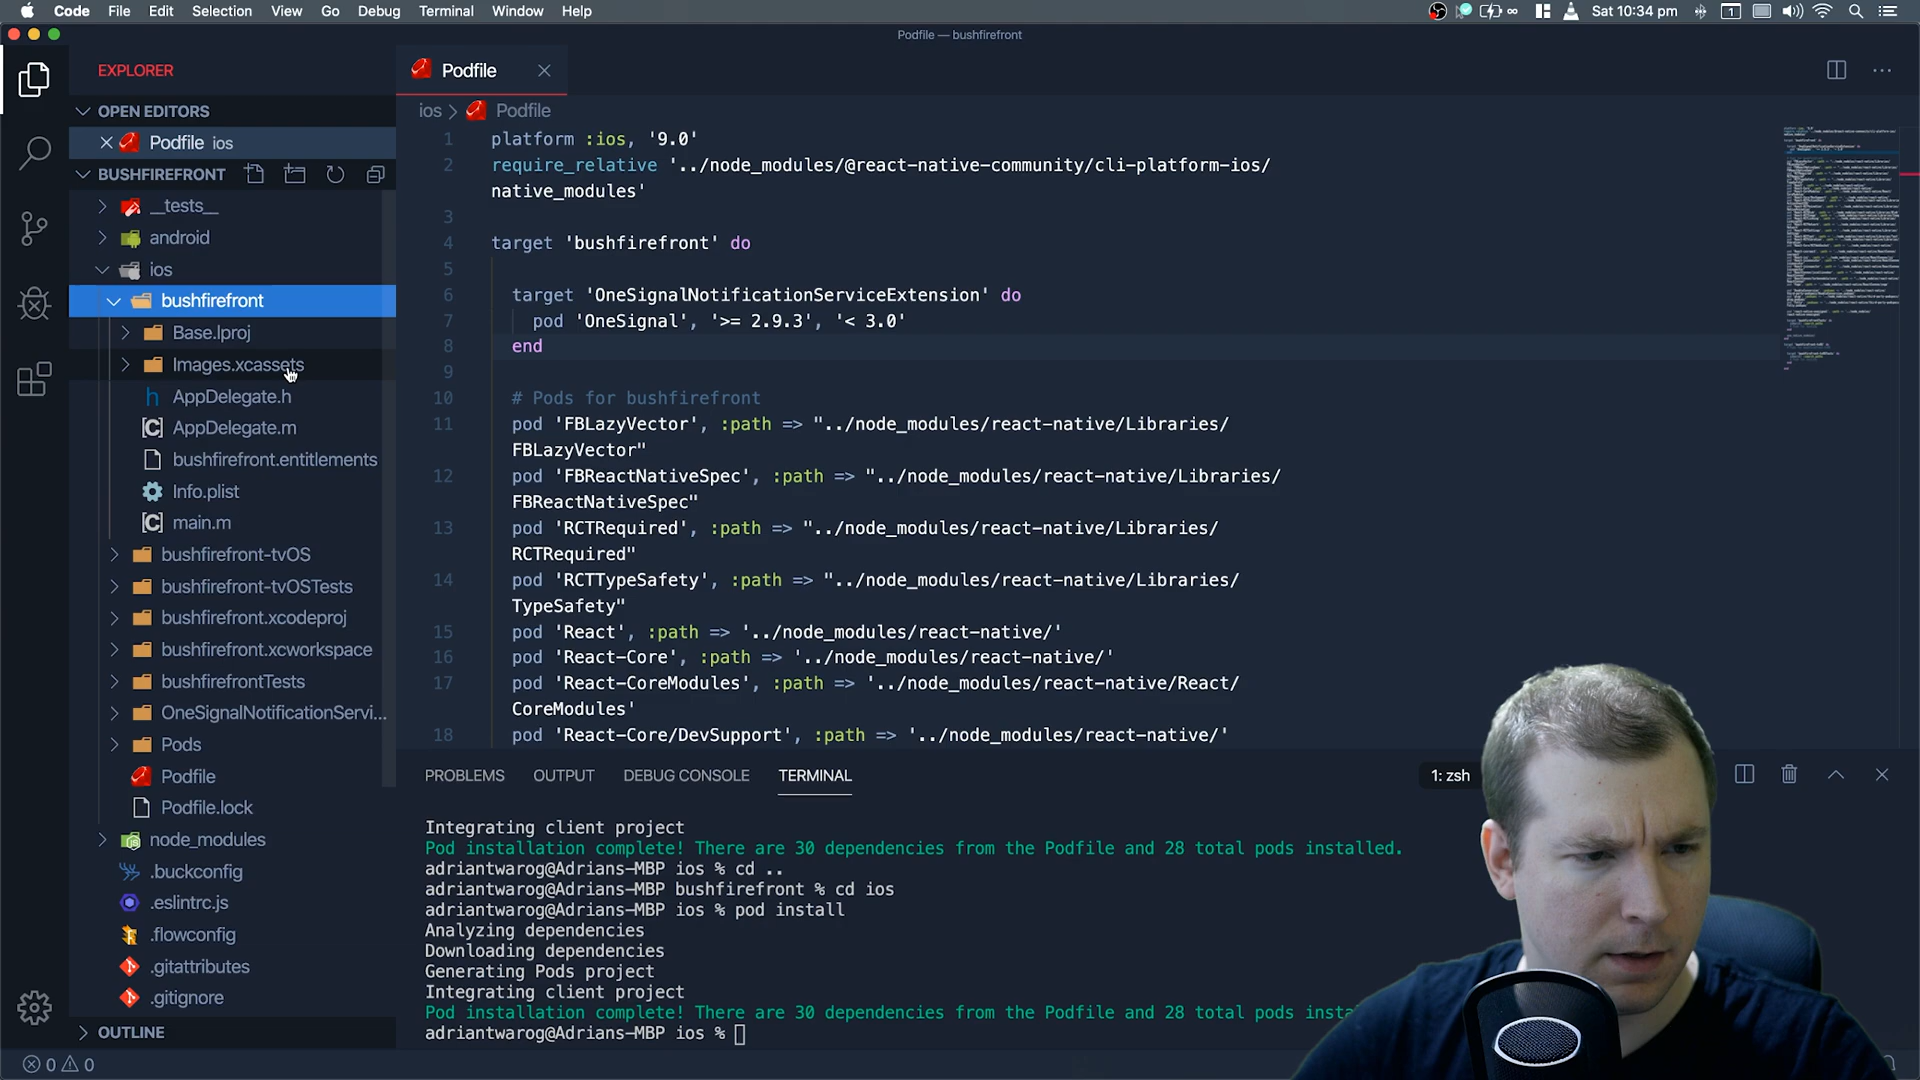 Code File Edit Selection View Go Debug Terminal Window Help
Sat 10:34 pm
1
Podfile — bushfirefront
EXPLORER
OPEN EDITORS
Podfile ios
BUSHFIREFRONT
__tests__
android
ios
bushfirefront
Base.lproj
Images.xcassets
AppDelegate.h
AppDelegate.m
bushfirefront.entitlements
Info.plist
main.m
bushfirefront-tvOS
bushfirefront-tvOSTests
bushfirefront.xcodeproj
bushfirefront.xcworkspace
bushfirefrontTests
OneSignalNotificationServi...
Pods
Podfile
Podfile.lock
node_modules
.buckconfig
.eslintrc.js
.flowconfig
.gitattributes
.gitignore
OUTLINE
0 0
Podfile
ios > Podfile
1 platform :ios, '9.0'
2 require_relative '../node_modules/@react-native-community/cli-platform-ios/
native_modules'
3
4 target 'bushfirefront' do
5
6 target 'OneSignalNotificationServiceExtension' do
7 pod 'OneSignal', '>= 2.9.3', '< 3.0'
8 end
9
10 # Pods for bushfirefront
11 pod 'FBLazyVector', :path => "../node_modules/react-native/Libraries/
FBLazyVector"
12 pod 'FBReactNativeSpec', :path => "../node_modules/react-native/Libraries/
FBReactNativeSpec"
13 pod 'RCTRequired', :path => "../node_modules/react-native/Libraries/
RCTRequired"
14 pod 'RCTTypeSafety', :path => "../node_modules/react-native/Libraries/
TypeSafety"
15 pod 'React', :path => '../node_modules/react-native/'
16 pod 'React-Core', :path => '../node_modules/react-native/'
17 pod 'React-CoreModules', :path => '../node_modules/react-native/React/
CoreModules'
18 pod 'React-Core/DevSupport', :path => '../node_modules/react-native/'
PROBLEMS OUTPUT DEBUG CONSOLE TERMINAL 1: zsh
Integrating client project
Pod installation complete! There are 30 dependencies from the Podfile and 28 total pods installed.
adriantwarog@Adrians-MBP ios % cd ..
adriantwarog@Adrians-MBP bushfirefront % cd ios
adriantwarog@Adrians-MBP ios % pod install
Analyzing dependencies
Downloading dependencies
Generating Pods project
Integrating client project
Pod installation complete! There are 30 dependencies from the Podfile and 28 total pods insta
adriantwarog@Adrians-MBP ios %